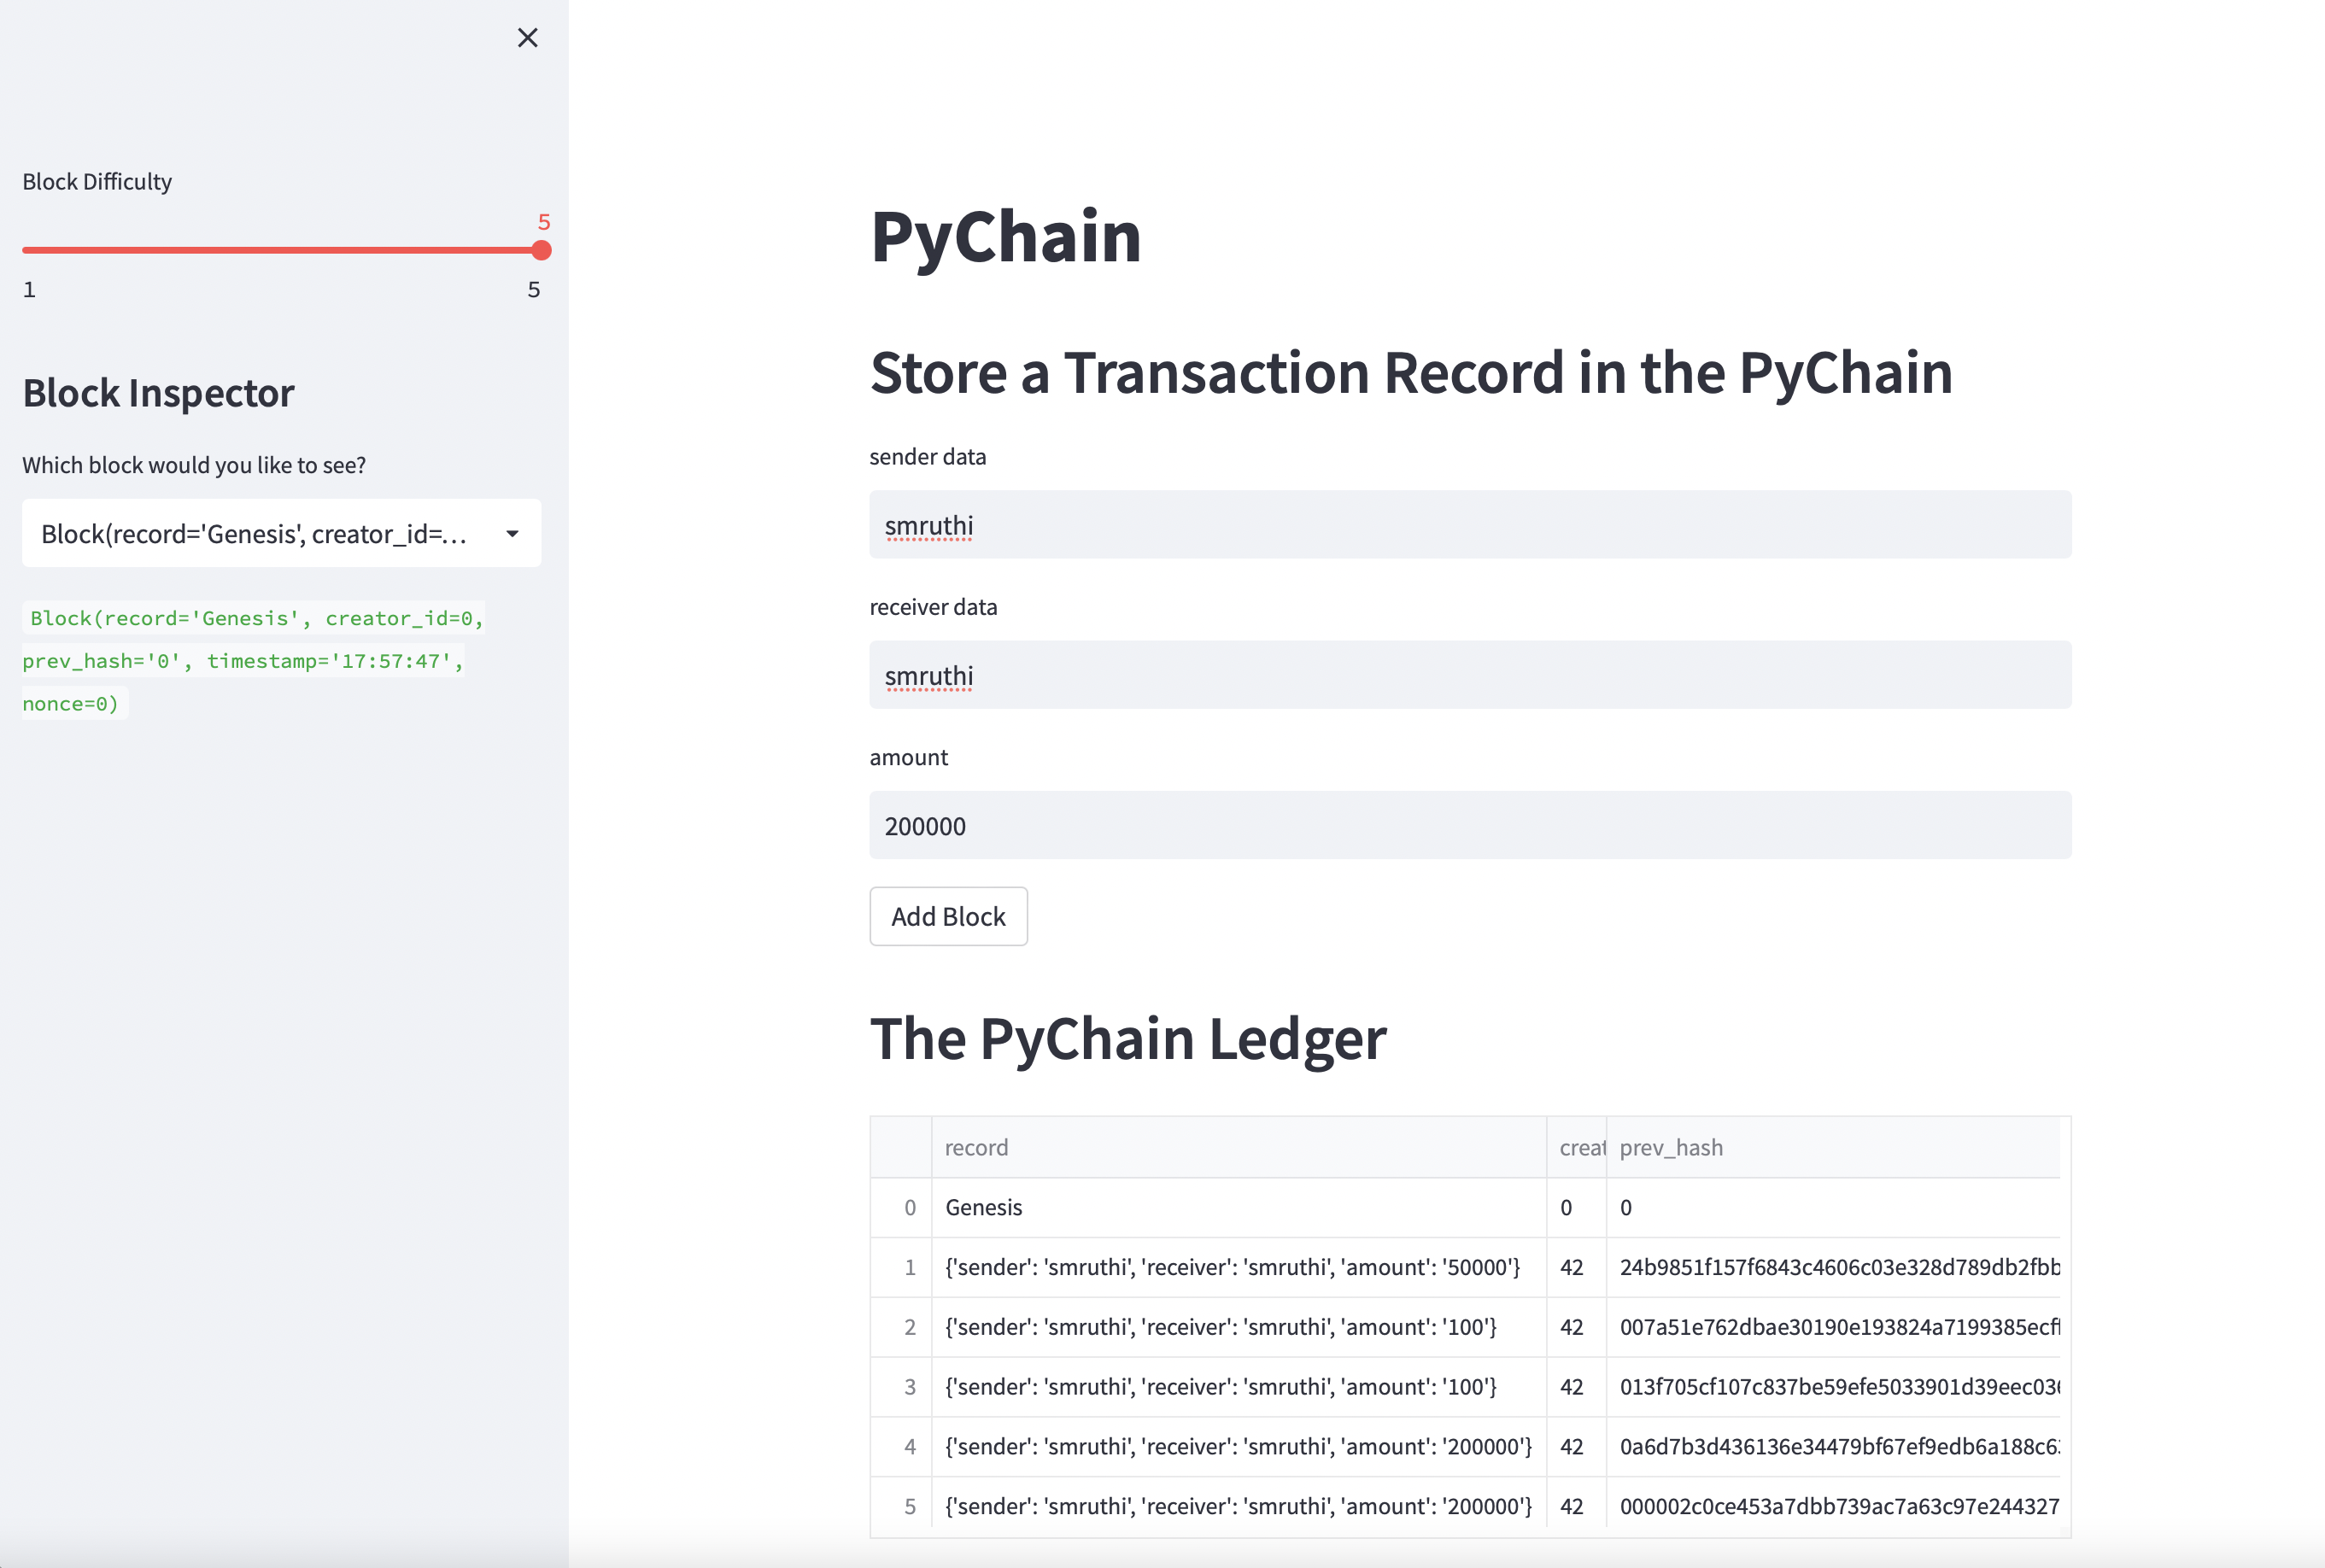 Block Difficulty
5
1 5
Block Inspector
Which block would you like to see?
Block(record='Genesis', creator_id=...
Block(record='Genesis', creator_id=0,
prev_hash='0', timestamp='17:57:47',
nonce=0)
PyChain
Store a Transaction Record in the PyChain
sender data
smruthi
receiver data
smruthi
amount
200000
Add Block
The PyChain Ledger
record creat prev_hash
0 Genesis 0 0
1 {'sender': 'smruthi', 'receiver': 'smruthi', 'amount': '50000'} 42 24b9851f157f6843c4606c03e328d789db2fbb
2 {'sender': 'smruthi', 'receiver': 'smruthi', 'amount': '100'} 42 007a51e762dbae30190e193824a7199385ecf
3 {'sender': 'smruthi', 'receiver': 'smruthi', 'amount': '100'} 42 013f705cf107c837be59efe5033901d39eec03
4 {'sender': 'smruthi', 'receiver': 'smruthi', 'amount': '200000'} 42 0a6d7b3d436136e34479bf67ef9edb6a188c6
5 {'sender': 'smruthi', 'receiver': 'smruthi', 'amount': '200000'} 42 000002c0ce453a7dbb739ac7a63c97e244327